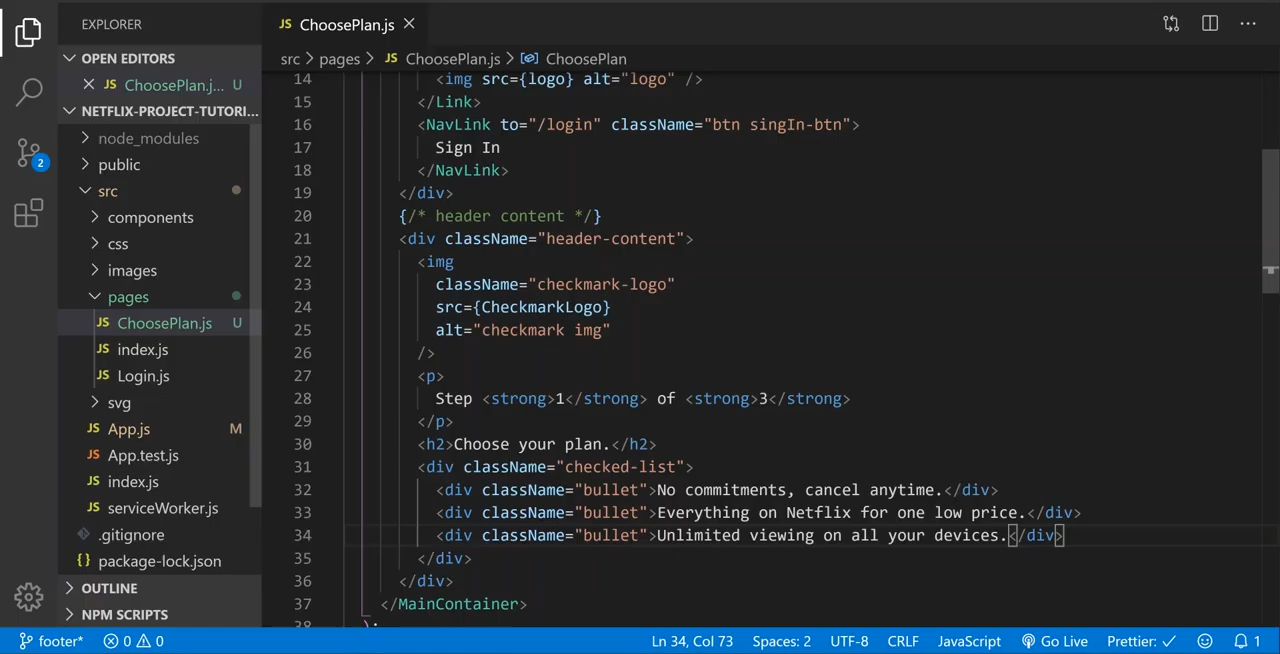 EXPLORER
OPEN EDITORS
JS ChoosePlan.j... U
NETFLIX-PROJECT-TUTORI...
node_modules
public
src
components
css
images
pages
JS ChoosePlan.js U
JS index.js
JS Login.js
svg
JS App.js M
JS App.test.js
JS index.js
JS serviceWorker.js
.gitignore
{} package-lock.json
OUTLINE
NPM SCRIPTS
2
JS ChoosePlan.js
src > pages > JS ChoosePlan.js > ChoosePlan
14 <img src={logo} alt="logo" />
15 </Link>
16 <NavLink to="/login" className="btn singIn-btn">
17 Sign In
18 </NavLink>
19 </div>
20 {/* header content */}
21 <div className="header-content">
22 <img
23 className="checkmark-logo"
24 src={CheckmarkLogo}
25 alt="checkmark img"
26 />
27 <p>
28 Step <strong>1</strong> of <strong>3</strong>
29 </p>
30 <h2>Choose your plan.</h2>
31 <div className="checked-list">
32 <div className="bullet">No commitments, cancel anytime.</div>
33 <div className="bullet">Everything on Netflix for one low price.</div>
34 <div className="bullet">Unlimited viewing on all your devices.</div>
35 </div>
36 </div>
37 </MainContainer>
38 );
footer* 0 0 Ln 34, Col 73 Spaces: 2 UTF-8 CRLF JavaScript Go Live Prettier: ✓ 1